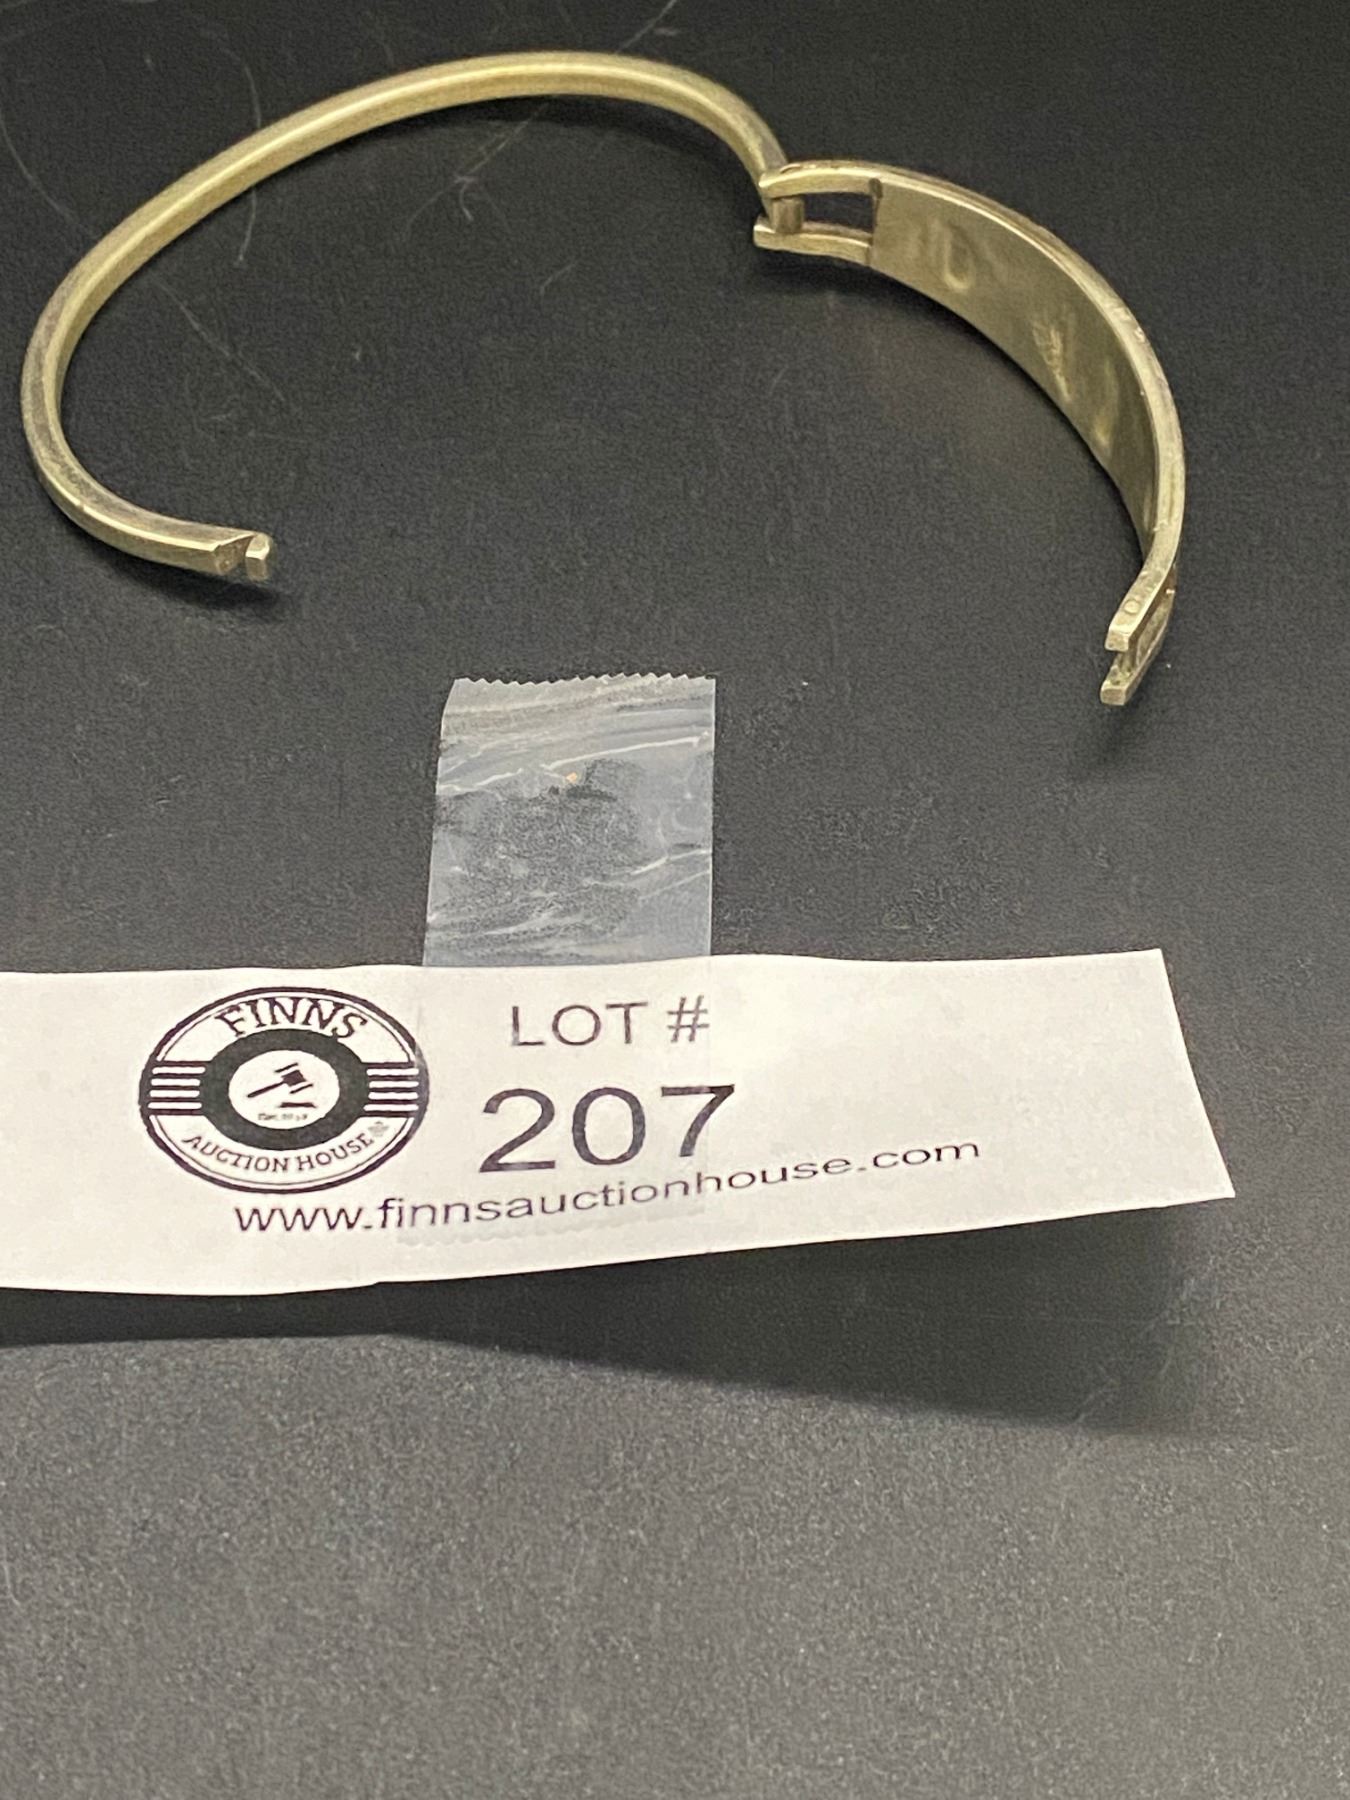 FINNS
AUCTION HOUSE
LOT #
207
www.finnsauctionhouse.com